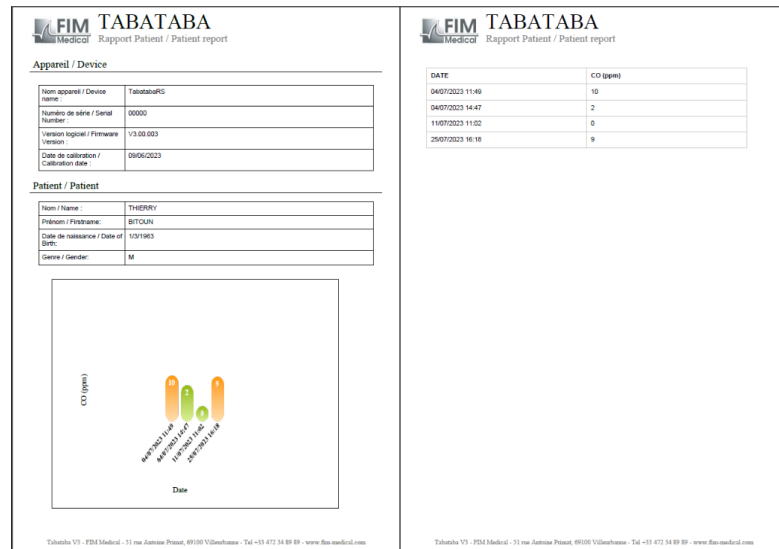 FIM
Medical
TABATABA
Rapport Patient / Patient report
Appareil / Device
Nom appareil / Device name : TabatabaRS
Numéro de série / Serial Number : 00000
Version logiciel / Firmware Version : V3.00.003
Date de calibration / Calibration date : 09/06/2023
Patient / Patient
Nom / Name : THIERRY
Prénom / Firstname: BITOUN
Date de naissance / Date of Birth: 1/3/1963
Genre / Gender: M
CO (ppm)
10
2
0
9
04/07/2023 11:49
04/07/2023 14:47
11/07/2023 11:02
25/07/2023 16:18
Date
Tabataba V3 - FIM Medical - 51 rue Antoine Primat, 69100 Villeurbanne - Tel +33 472 34 89 89 - www.fim-medical.com
FIM
Medical
TABATABA
Rapport Patient / Patient report
DATE CO (ppm)
04/07/2023 11:49 10
04/07/2023 14:47 2
11/07/2023 11:02 0
25/07/2023 16:18 9
Tabataba V3 - FIM Medical - 51 rue Antoine Primat, 69100 Villeurbanne - Tel +33 472 34 89 89 - www.fim-medical.com